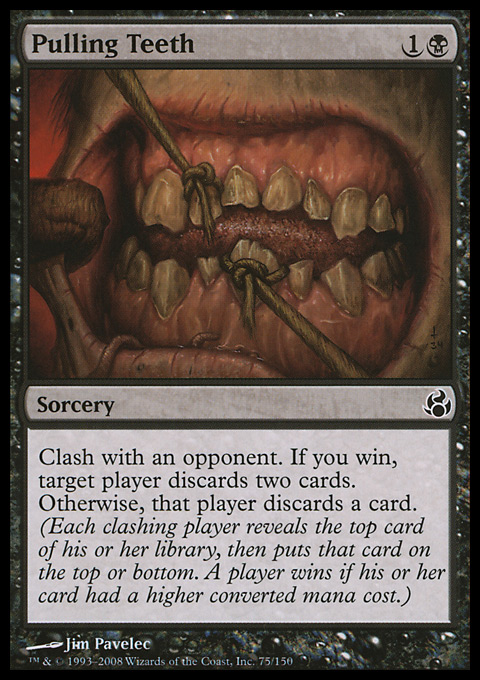 Pulling Teeth 1
Sorcery
Clash with an opponent. If you win,
target player discards two cards.
Otherwise, that player discards a card.
(Each clashing player reveals the top card
of his or her library, then puts that card on
the top or bottom. A player wins if his or her
card had a higher converted mana cost.)
Jim Pavelec
™ & © 1993–2008 Wizards of the Coast, Inc. 75/150